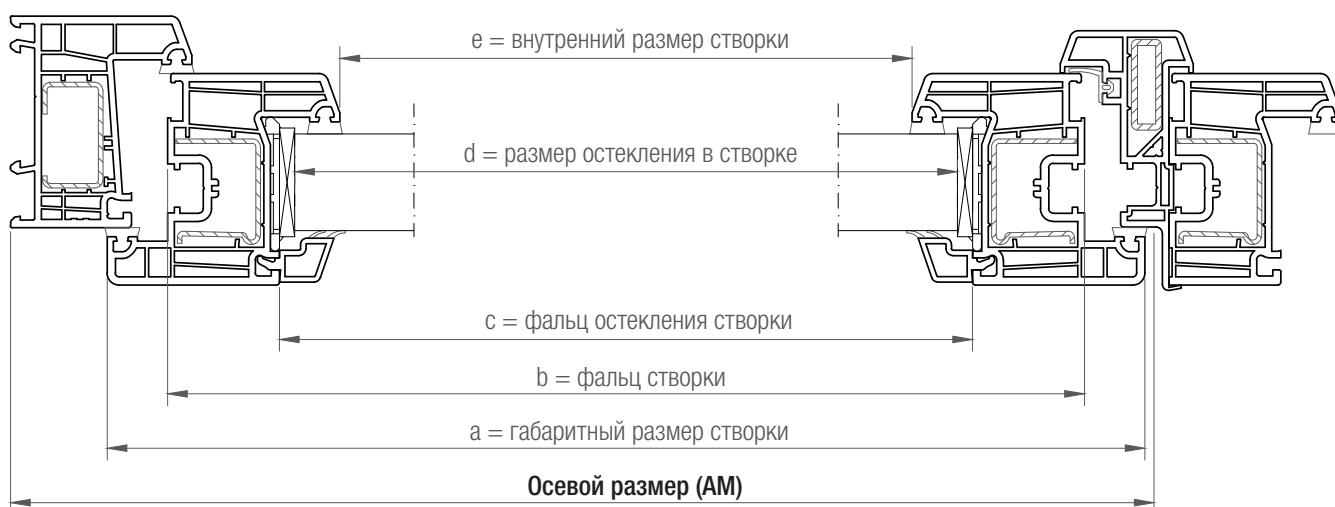 e = внутренний размер створки
d = размер остекления в створке
c = фальц остекления створки
b = фальц створки
a = габаритный размер створки
Осевой размер (AM)